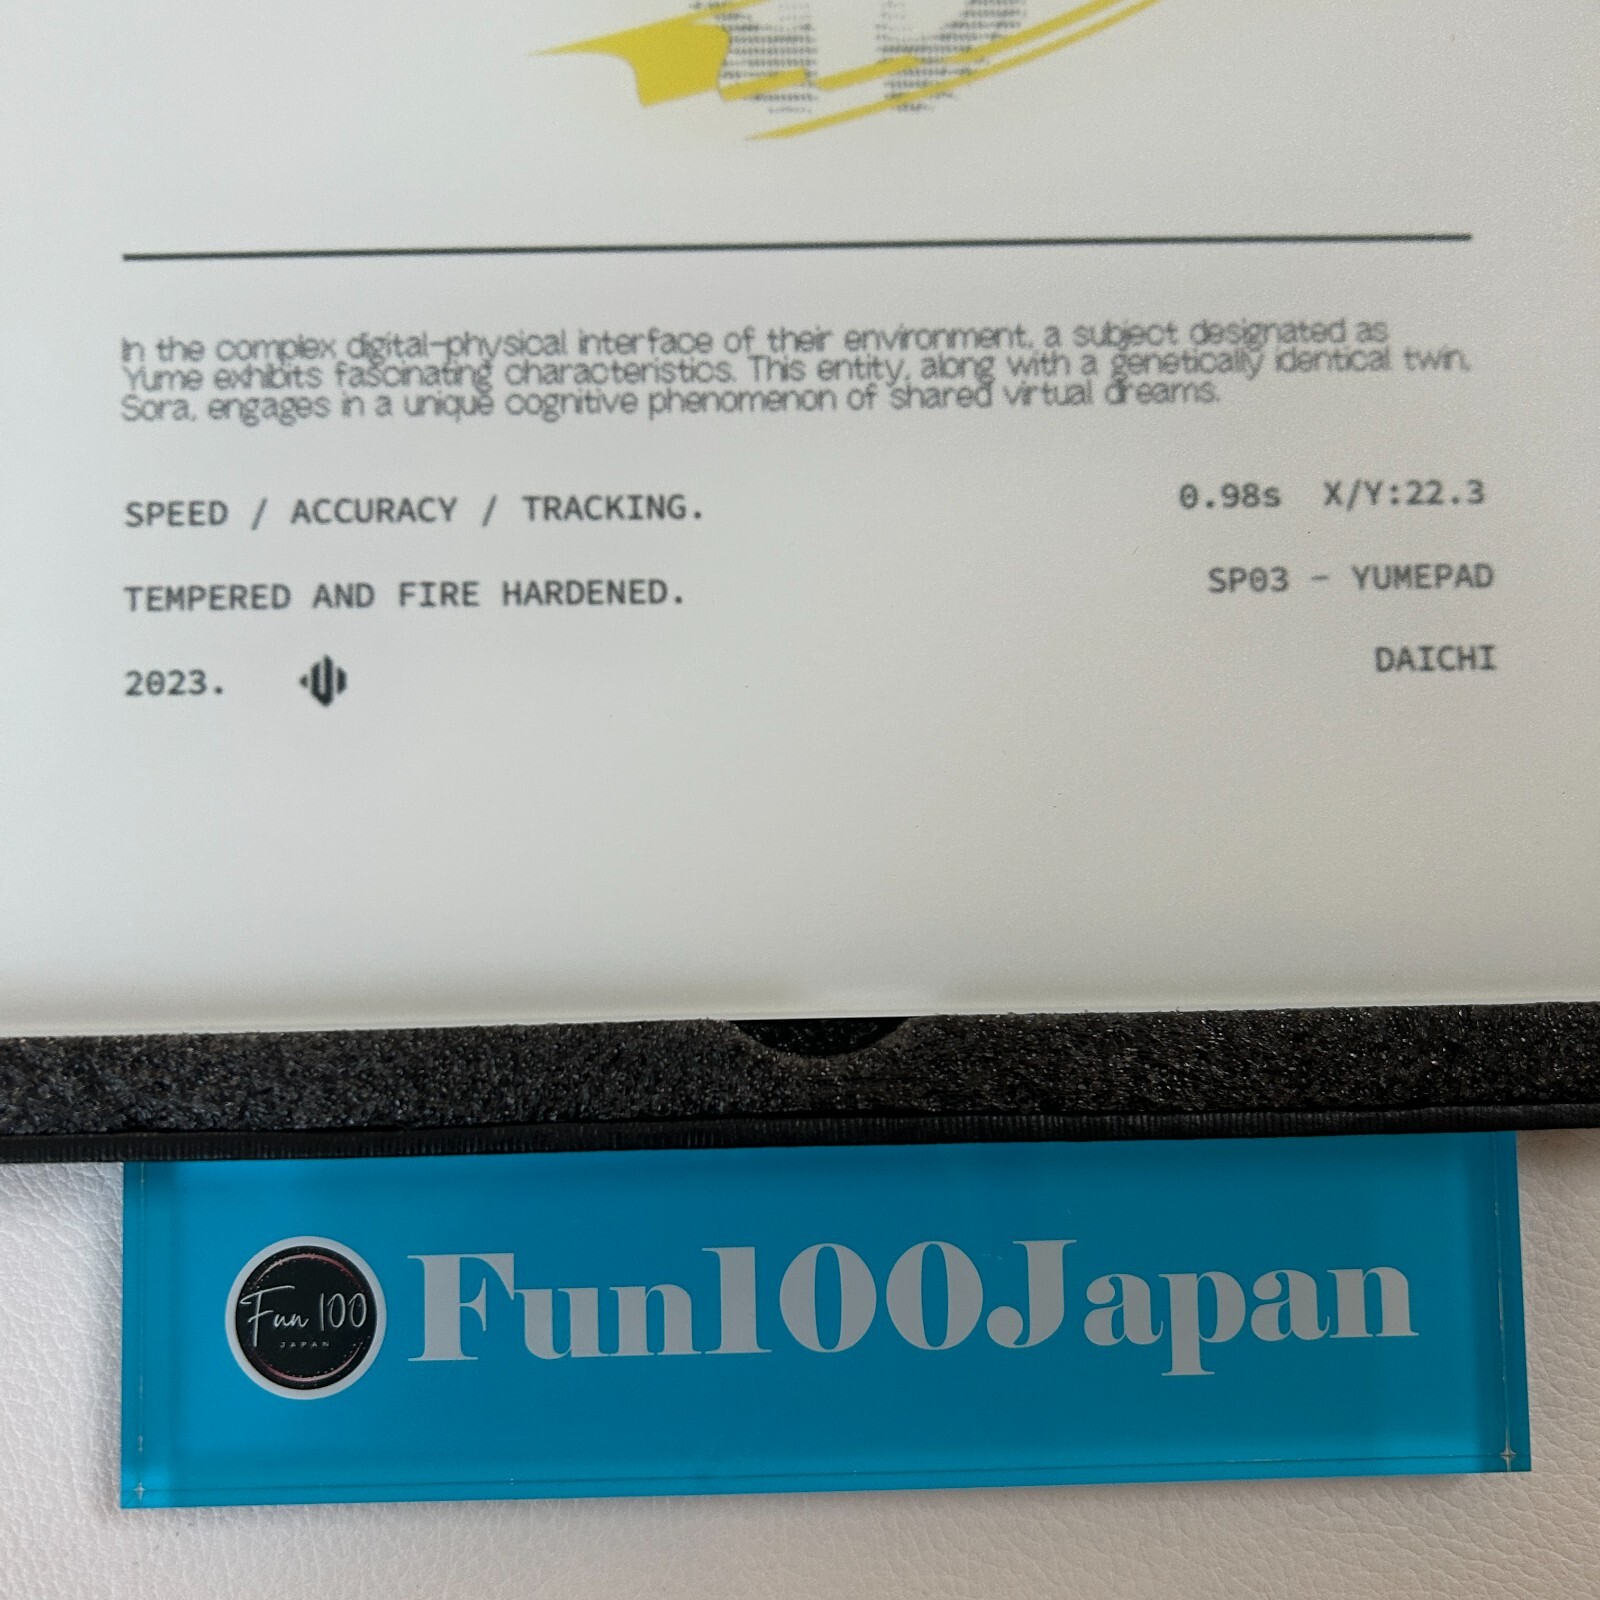 In the complex digital-physical interface of their environment, a subject designated as
Yume exhibits fascinating characteristics. This entity, along with a genetically identical twin,
Sora, engages in a unique cognitive phenomenon of shared virtual dreams.
SPEED / ACCURACY / TRACKING. 0.98s X/Y:22.3
TEMPERED AND FIRE HARDENED. SP03 - YUMEPAD
2023. DAICHI
Fun 100
JAPAN
Fun100Japan